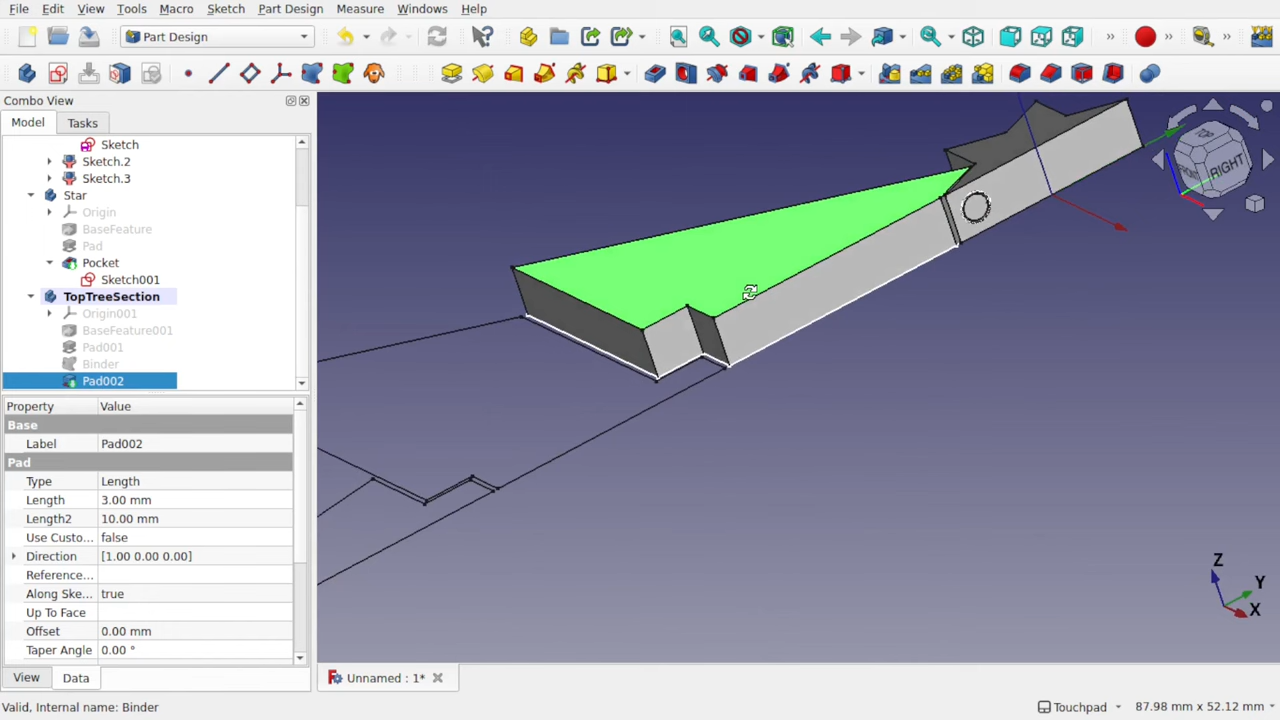 File Edit View Tools Macro Sketch Part Design Measure Windows Help
Part Design
Combo View
Model Tasks
Sketch
Sketch.2
Sketch.3
Star
Origin
BaseFeature
Pad
Pocket
Sketch001
TopTreeSection
Origin001
BaseFeature001
Pad001
Binder
Pad002
Property Value
Base
Label Pad002
Pad
Type Length
Length 3.00 mm
Length2 10.00 mm
Use Custo... false
Direction [1.00 0.00 0.00]
Reference...
Along Ske... true
Up To Face
Offset 0.00 mm
Taper Angle 0.00 °
View Data
RIGHT
Z
Y
X
Unnamed : 1*
Valid, Internal name: Binder
Touchpad 87.98 mm x 52.12 mm